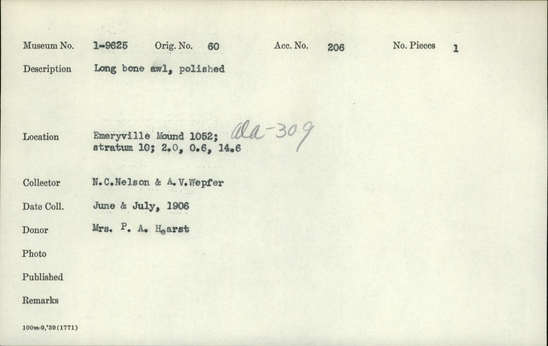 Museum No. 1-9625 Orig. No. 60 Acc. No. 206 No. Pieces 1
Description Long bone awl, polished
Location Emeryville Mound 1052; ala-309
stratum 10; 2.0, 0.6, 14.6
Collector N.C.Nelson & A.V.Wepfer
Date Coll. June & July, 1906
Donor Mrs. P. A. Hearst
Photo
Published
Remarks
100m-9,'39(1771)